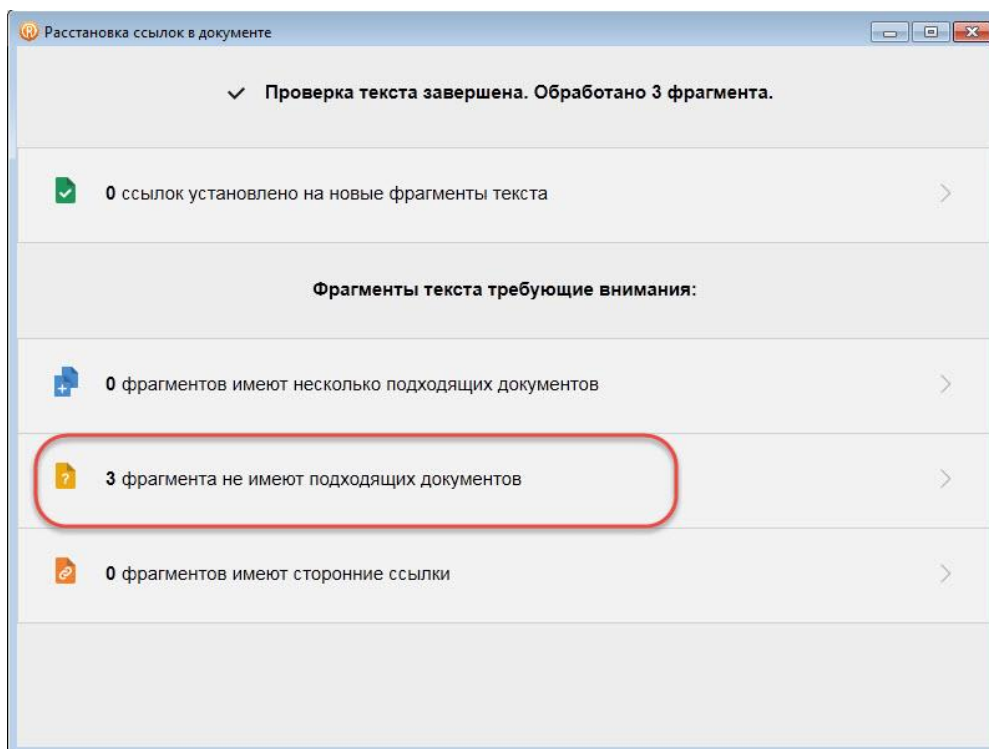 Расстановка ссылок в документе
Проверка текста завершена. Обработано 3 фрагмента.
0 ссылок установлено на новые фрагменты текста
Фрагменты текста требующие внимания:
0 фрагментов имеют несколько подходящих документов
3 фрагмента не имеют подходящих документов
0 фрагментов имеют сторонние ссылки